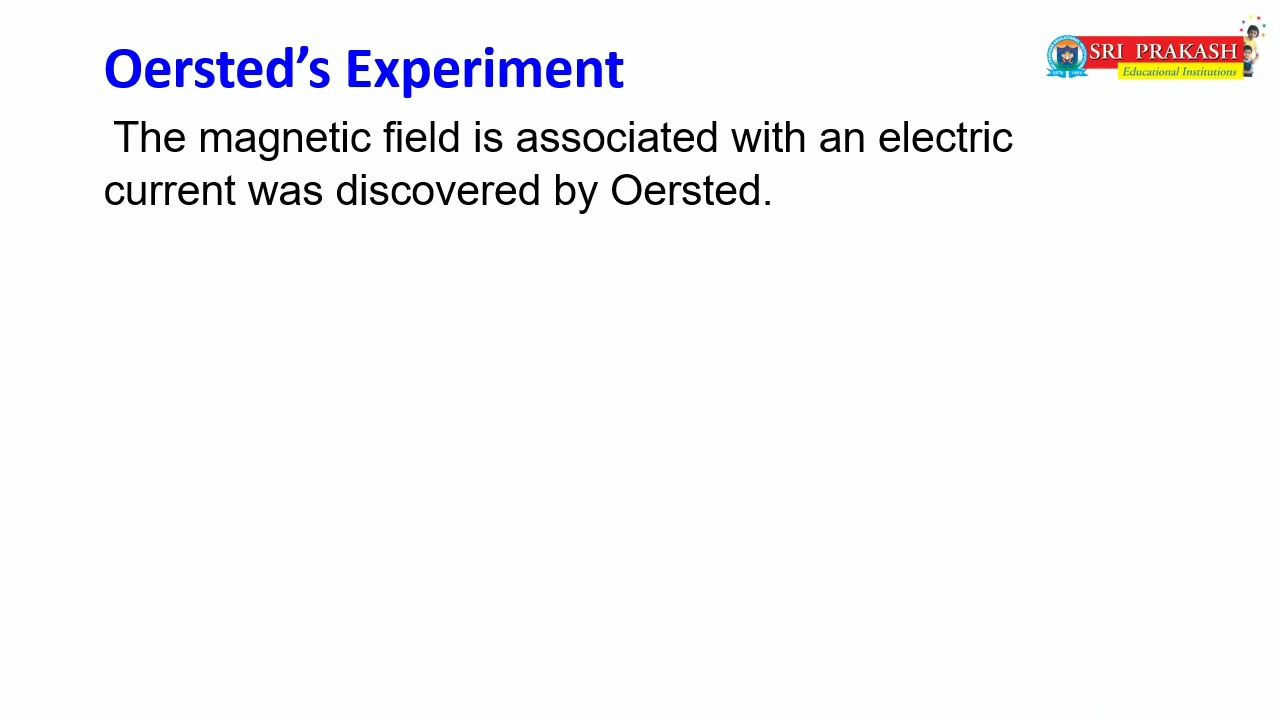 Oersted’s Experiment
SRI PRAKASH
Educational Institutions
The magnetic field is associated with an electric
current was discovered by Oersted.